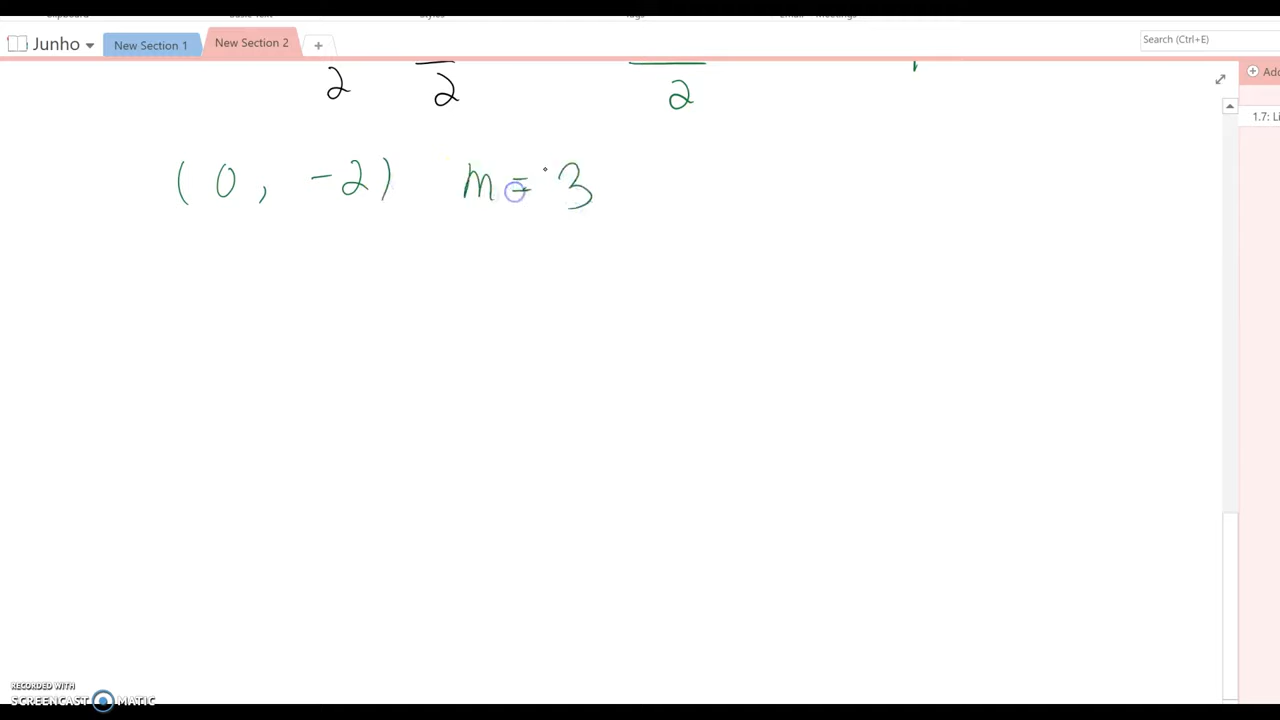 Junho
New Section 1
New Section 2
+
Search (Ctrl+E)
Add
1.7: Li
2 2 2
(0, -2) m = 3
RECORDED WITH
SCREENCAST MATIC